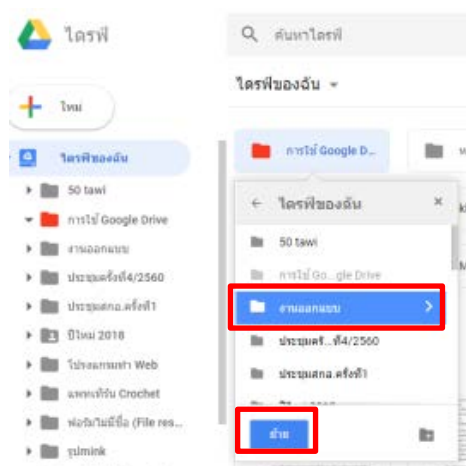 ไดรฟ์
ค้นหาไดรฟ์
ไดรฟ์ของฉัน
ใหม่
ไดรฟ์ของฉัน
50 tawi
การใช้ Google Drive
งานออกแบบ
ประชุมครั้งที่4/2560
ประชุมสกอ.ครั้งที่1
ปีใหม่ 2018
โปรแกรมทำ Web
แพทเทิร์น Crochet
ฟอร์มไม่มีชื่อ (File res...
รูปmink
การใช้ Google D...
ไดรฟ์ของฉัน
50 tawi
การใช้ Go...gle Drive
งานออกแบบ
ประชุมครั้...ที่4/2560
ประชุมสกอ.ครั้งที่1
ย้าย